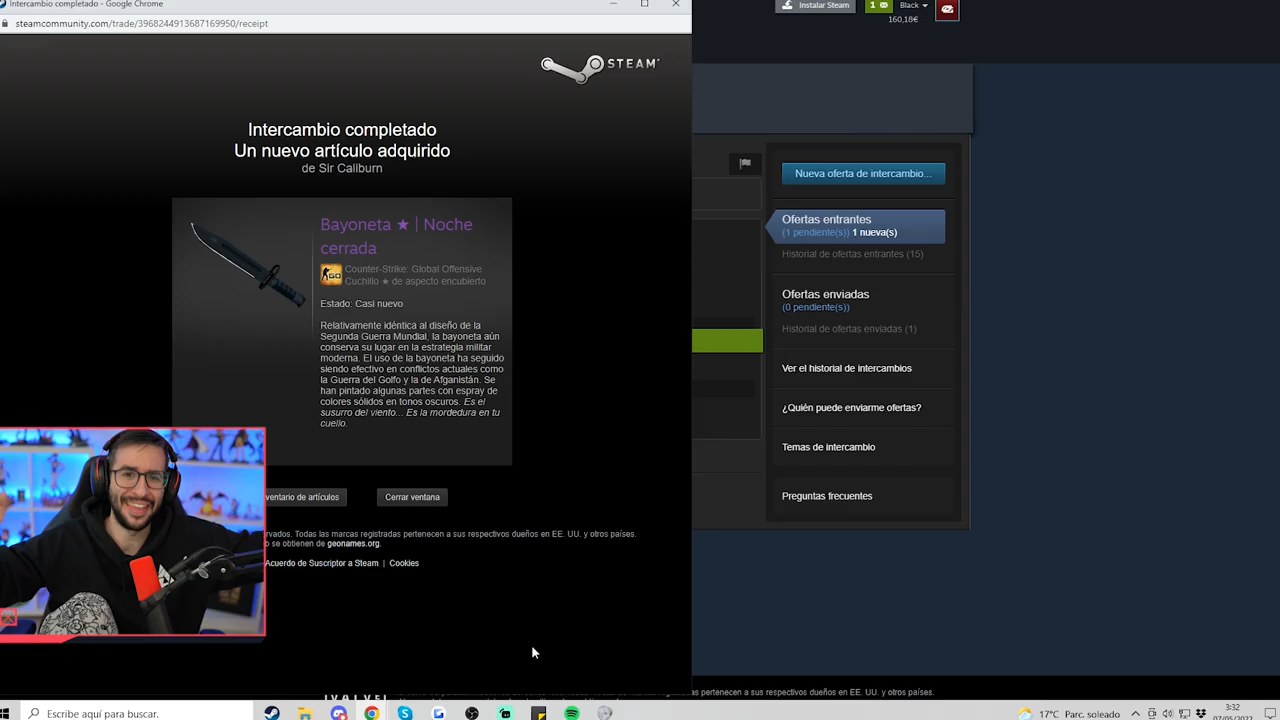 Intercambio completado - Google Chrome
steamcommunity.com/trade/3968244913687169950/receipt
STEAM
Intercambio completado
Un nuevo artículo adquirido
de Sir Caliburn
Bayoneta ★ | Noche
cerrada
GO
Counter-Strike: Global Offensive
Cuchillo ★ de aspecto encubierto
Estado: Casi nuevo
Relativamente idéntica al diseño de la
Segunda Guerra Mundial, la bayoneta aún
conserva su lugar en la estrategia militar
moderna. El uso de la bayoneta ha seguido
siendo efectivo en conflictos actuales como
la Guerra del Golfo y la de Afganistán. Se
han pintado algunas partes con espray de
colores sólidos en tonos oscuros. Es el
susurro del viento... Es la mordedura en tu
cuello.
ventario de artículos
Cerrar ventana
rvados. Todas las marcas registradas pertenecen a sus respectivos dueños en EE. UU. y otros países.
o se obtienen de geonames.org.
Acuerdo de Suscriptor a Steam | Cookies
Instalar Steam
1
Black
160,18€
Nueva oferta de intercambio...
Ofertas entrantes
(1 pendiente(s)) 1 nueva(s)
Historial de ofertas entrantes (15)
Ofertas enviadas
(0 pendiente(s))
Historial de ofertas enviadas (1)
Ver el historial de intercambios
¿Quién puede enviarme ofertas?
Temas de intercambio
Preguntas frecuentes
VALVE
pertenecen a sus respectivos dueños en EE. UU. y otros países.
Escribe aquí para buscar.
17°C Parc. soleado
3:32
07/05/2022